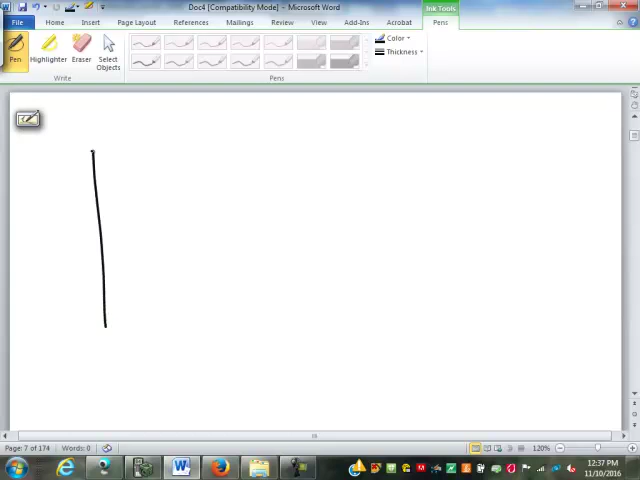 Doc4 [Compatibility Mode] – Microsoft Word
Ink Tools
File Home Insert Page Layout References Mailings Review View Add-Ins Acrobat Pens
Pen Highlighter Eraser Select Objects
Color
Thickness
Write Pens
Page: 7 of 174 Words: 0 120%
12:37 PM
11/10/2016